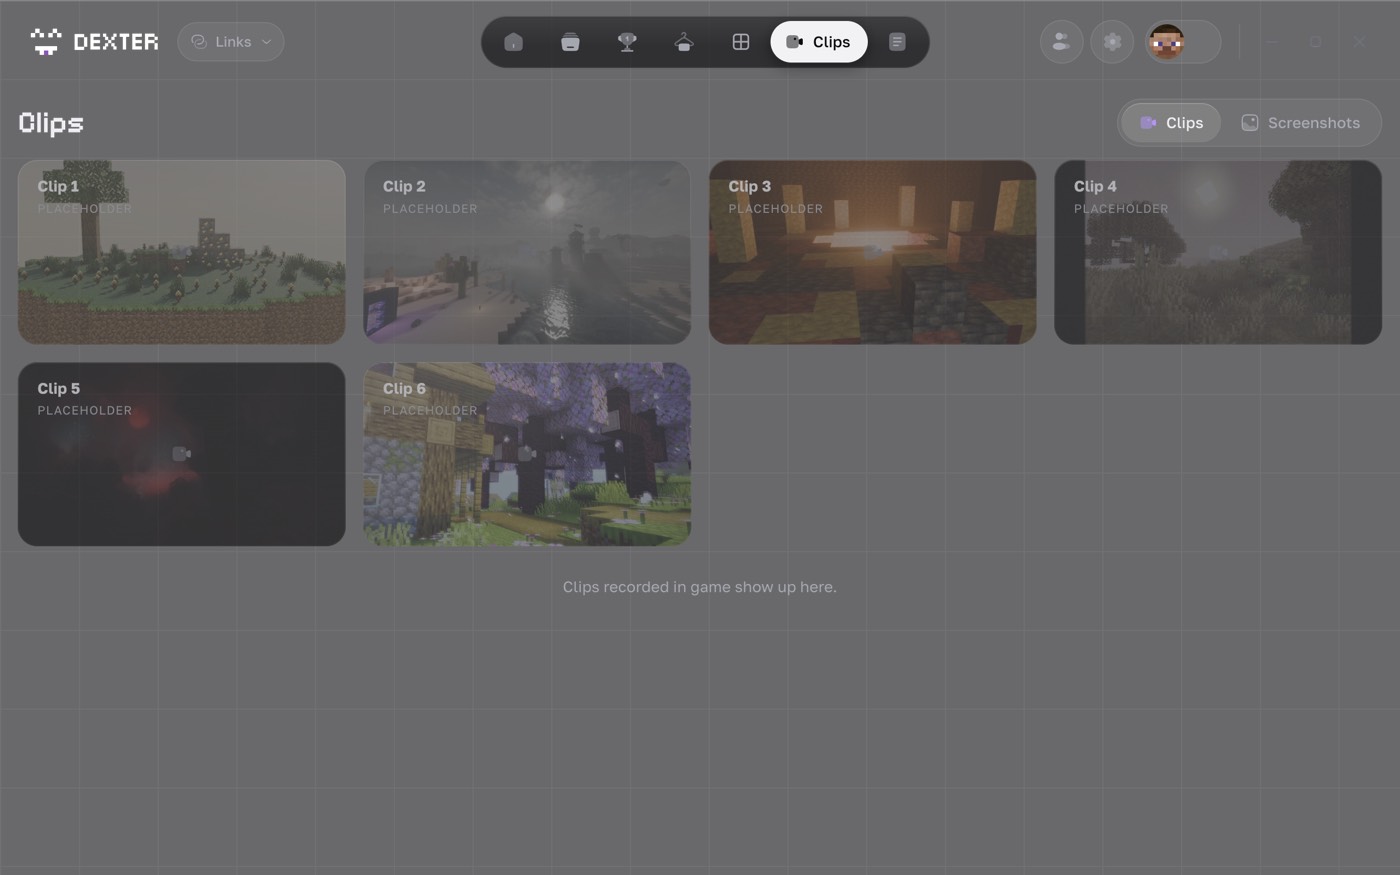 DEXTER
Links
Clips
Clips
Clips
Screenshots
Clip 1
PLACEHOLDER
Clip 2
PLACEHOLDER
Clip 3
PLACEHOLDER
Clip 4
PLACEHOLDER
Clip 5
PLACEHOLDER
Clip 6
PLACEHOLDER
Clips recorded in game show up here.